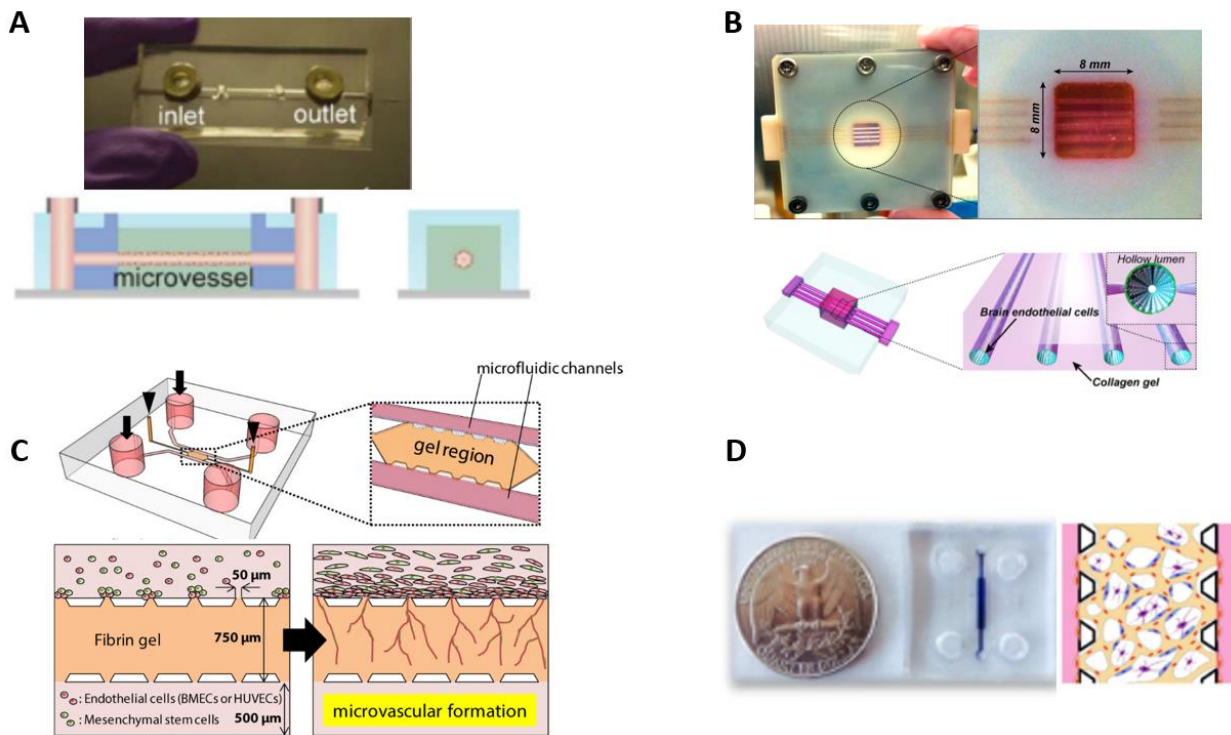 A
inlet
outlet
microvessel
B
8 mm
8 mm
Hollow lumen
Brain endothelial cells
Collagen gel
C
microfluidic channels
gel region
50 µm
Fibrin gel
750 µm
: Endothelial cells (BMECs or HUVECs)
: Mesenchymal stem cells
500 µm
microvascular formation
D